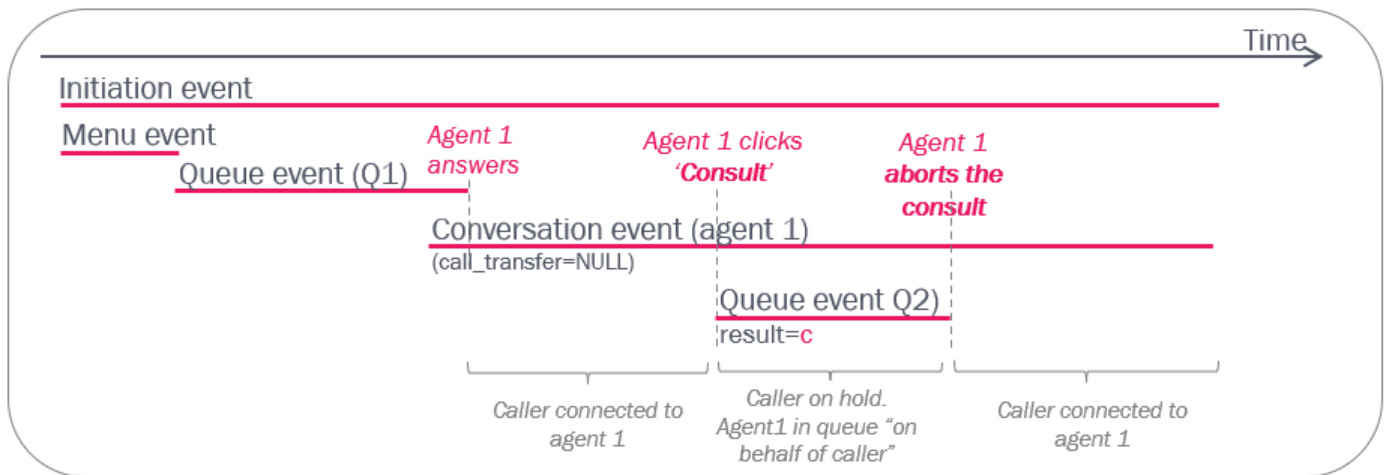 Time
Initiation event
Menu event
Agent 1
answers
Agent 1 clicks
‘Consult’
Agent 1
aborts the
consult
Queue event (Q1)
Conversation event (agent 1)
(call_transfer=NULL)
Queue event Q2)
result=c
Caller connected to
agent 1
Caller on hold.
Agent1 in queue “on
behalf of caller”
Caller connected to
agent 1